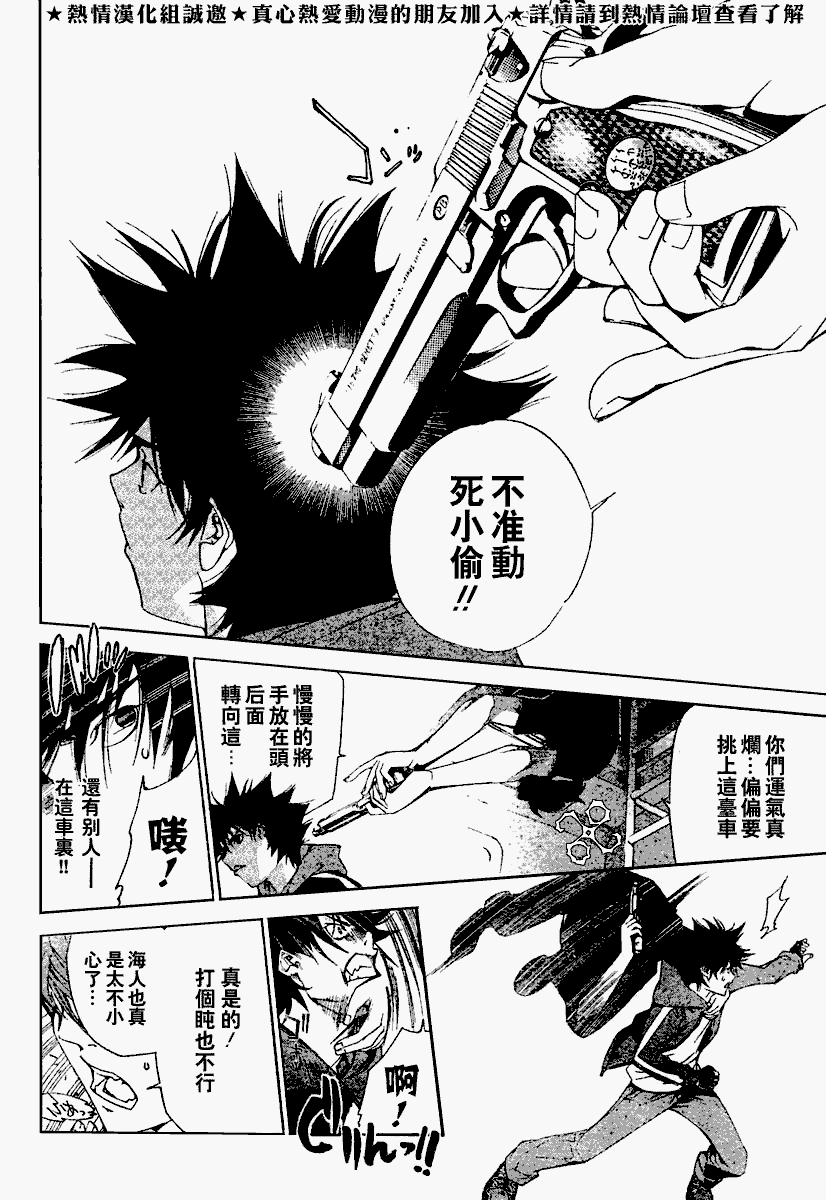 ★熱情漢化組誠邀★真心熱愛動漫的朋友加入★詳情請到熱情論壇查看了解
不准動
死小偷!!
你們運氣真
爛…偏偏要
挑上這臺車
慢慢的將
手放在頭
后面
轉向這…
嗤!
還有別人——
在這車裏!!
啊!
真是的!
打個盹也不行
海人也真
是太不小
心了…